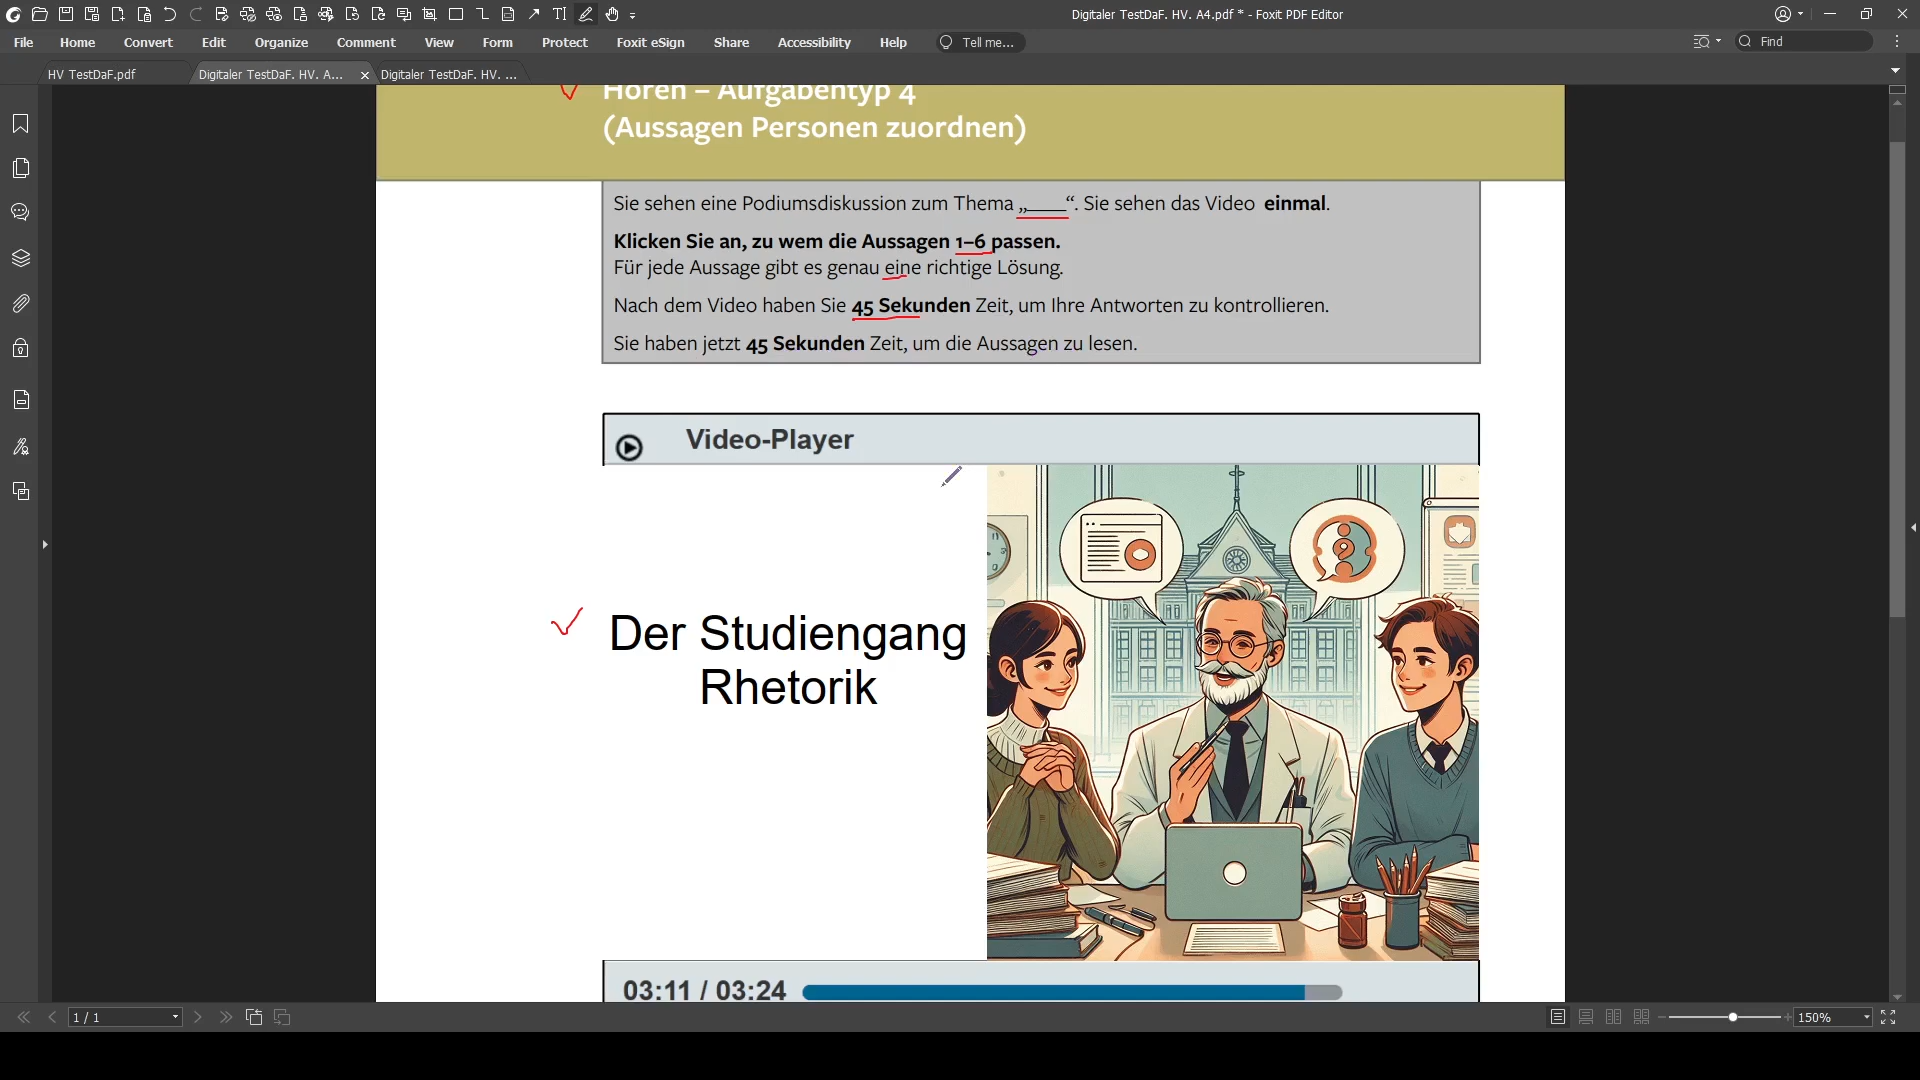 Digitaler TestDaF. HV. A4.pdf * - Foxit PDF Editor
File Home Convert Edit Organize Comment View Form Protect Foxit eSign Share Accessibility Help Tell me... Find
HV TestDaF.pdf Digitaler TestDaF. HV. A... Digitaler TestDaF. HV. ...
Hören – Aufgabentyp 4
(Aussagen Personen zuordnen)
Sie sehen eine Podiumsdiskussion zum Thema „____“. Sie sehen das Video einmal.
Klicken Sie an, zu wem die Aussagen 1–6 passen.
Für jede Aussage gibt es genau eine richtige Lösung.
Nach dem Video haben Sie 45 Sekunden Zeit, um Ihre Antworten zu kontrollieren.
Sie haben jetzt 45 Sekunden Zeit, um die Aussagen zu lesen.
Video-Player
Der Studiengang
Rhetorik
03:11 / 03:24
1 / 1 150%